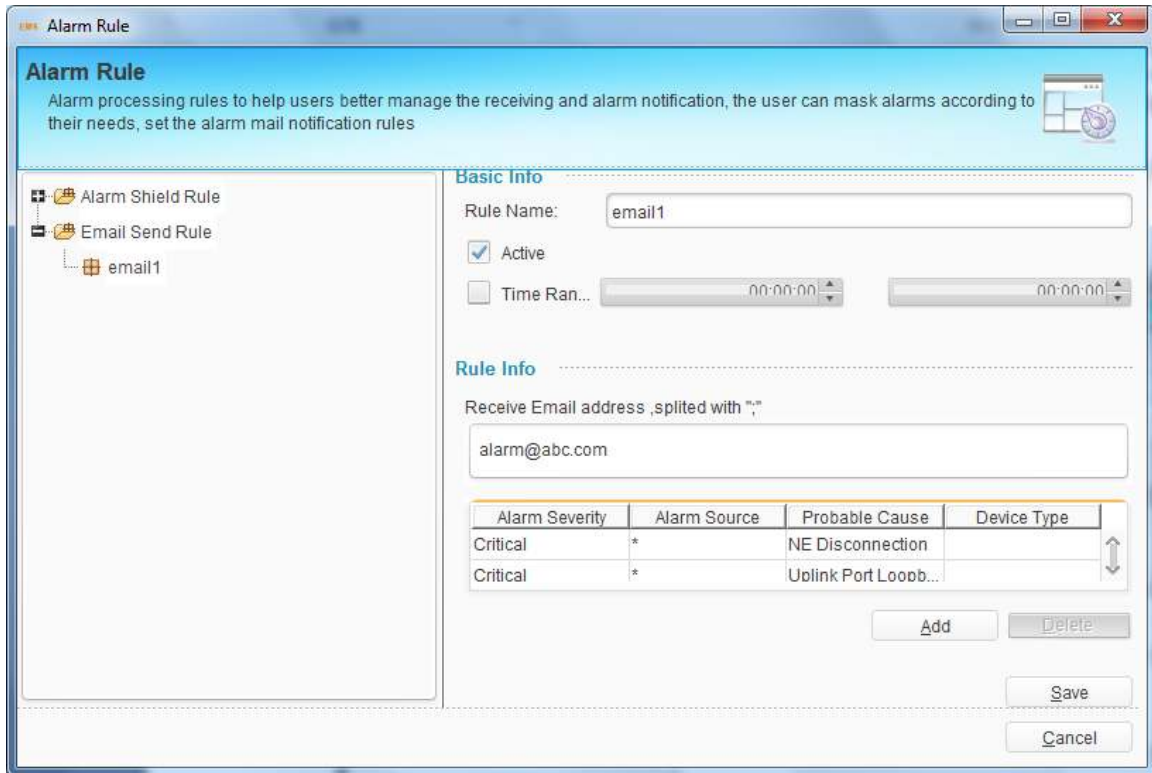 EMS Alarm Rule
Alarm Rule
Alarm processing rules to help users better manage the receiving and alarm notification, the user can mask alarms according to
their needs, set the alarm mail notification rules
Alarm Shield Rule
Email Send Rule
email1
Basic Info
Rule Name: email1
Active
Time Ran... 00:00:00 00:00:00
Rule Info
Receive Email address ,splited with ";"
alarm@abc.com
Alarm Severity Alarm Source Probable Cause Device Type
Critical * NE Disconnection
Critical * Uplink Port Loopb...
Add Delete
Save
Cancel